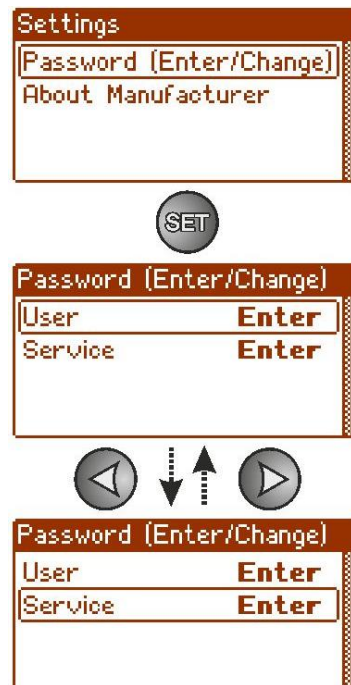 Settings
Password (Enter/Change)
About Manufacturer
SET
Password (Enter/Change)
User Enter
Service Enter
Password (Enter/Change)
User Enter
Service Enter